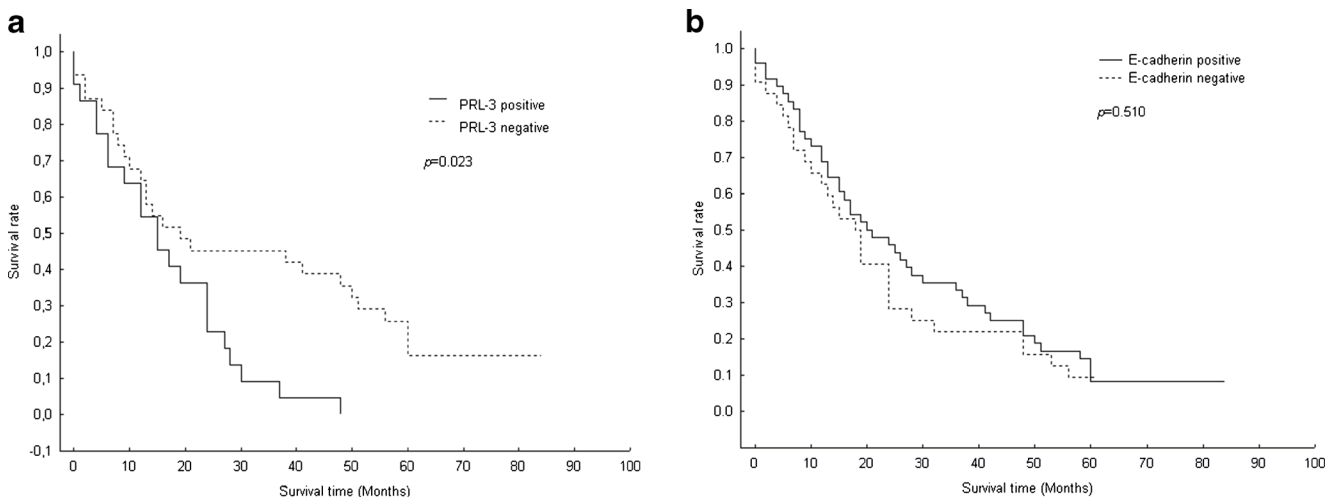 a
1,0
0,9
0,8
0,7
0,6
0,5
0,4
0,3
0,2
0,1
0,0
-0,1
Survival rate
PRL-3 positive
PRL-3 negative
p=0.023
0 10 20 30 40 50 60 70 80 90 100
Survival time (Months)
b
1.0
0.9
0.8
0.7
0.6
0.5
0.4
0.3
0.2
0.1
0.0
Survival rate
E-cadherin positive
E-cadherin negative
p=0.510
0 10 20 30 40 50 60 70 80 90 100
Survival time (Months)